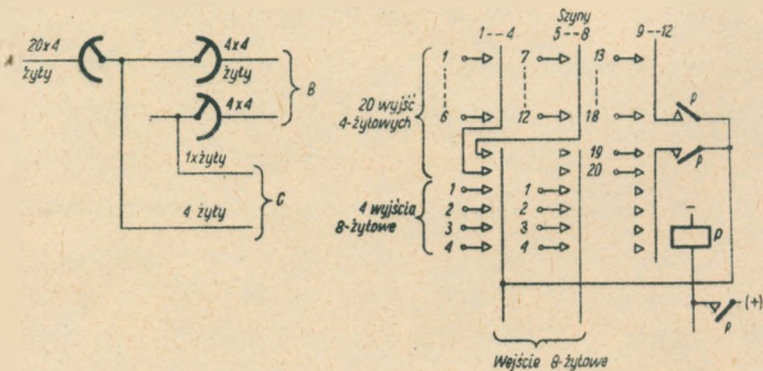 20x4
żyły
4x4
żyły
4x4
B
1x żyły
4 żyły
C
Szyny
1--4 5--8 9--12
1 7 13
6 12 18
20 wyjść
4-żyłowych
19
20
4 wyjścia
8-żyłowe
1 1
2 2
3 3
4 4
p
p
-
p
(+)
p
Wejście 8-żyłowe